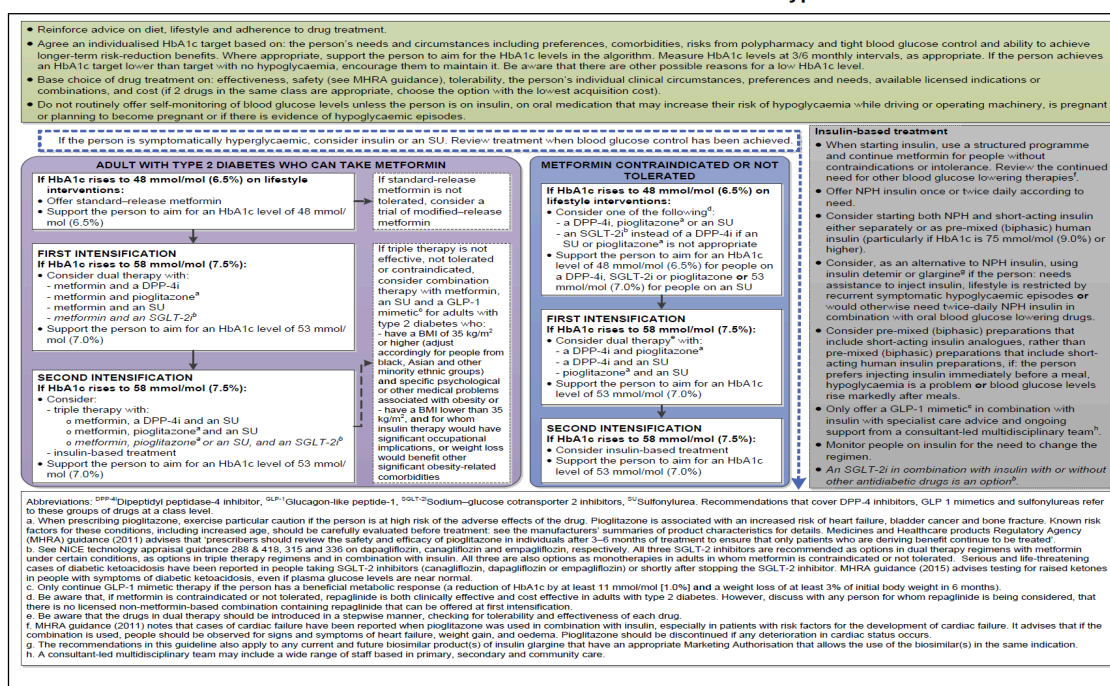 • Reinforce advice on diet, lifestyle and adherence to drug treatment.
• Agree an individualised HbA1c target based on: the person's needs and circumstances including preferences, comorbidities, risks from polypharmacy and tight blood glucose control and ability to achieve
longer-term risk-reduction benefits. Where appropriate, support the person to aim for the HbA1c levels in the algorithm. Measure HbA1c levels at 3/6 monthly intervals, as appropriate. If the person achieves
an HbA1c target lower than target with no hypoglycaemia, encourage them to maintain it. Be aware that there are other possible reasons for a low HbA1c level.
• Base choice of drug treatment on: effectiveness, safety (see MHRA guidance), tolerability, the person's individual clinical circumstances, preferences and needs, available licensed indications or
combinations, and cost (if 2 drugs in the same class are appropriate, choose the option with the lowest acquisition cost).
• Do not routinely offer self-monitoring of blood glucose levels unless the person is on insulin, on oral medication that may increase their risk of hypoglycaemia while driving or operating machinery, is pregnant
or planning to become pregnant or if there is evidence of hypoglycaemic episodes.
If the person is symptomatically hyperglycaemic, consider insulin or an SU. Review treatment when blood glucose control has been achieved.
ADULT WITH TYPE 2 DIABETES WHO CAN TAKE METFORMIN
If HbA1c rises to 48 mmol/mol (6.5%) on lifestyle
interventions:
• Offer standard–release metformin
• Support the person to aim for an HbA1c level of 48 mmol/
mol (6.5%)
If standard-release
metformin is not
tolerated, consider a
trial of modified–release
metformin
FIRST INTENSIFICATION
If HbA1c rises to 58 mmol/mol (7.5%):
• Consider dual therapy with:
- metformin and a DPP-4i
- metformin and pioglitazoneᵃ
- metformin and an SU
- metformin and an SGLT-2iᵇ
• Support the person to aim for an HbA1c level of 53 mmol/
mol (7.0%)
SECOND INTENSIFICATION
If HbA1c rises to 58 mmol/mol (7.5%):
• Consider:
- triple therapy with:
o metformin, a DPP-4i and an SU
o metformin, pioglitazoneᵃ and an SU
o metformin, pioglitazoneᵃ or an SU, and an SGLT-2iᵇ
- insulin-based treatment
• Support the person to aim for an HbA1c level of 53 mmol/
mol (7.0%)
If triple therapy is not
effective, not tolerated
or contraindicated,
consider combination
therapy with metformin,
an SU and a GLP-1
mimeticᶜ for adults with
type 2 diabetes who:
- have a BMI of 35 kg/m²
or higher (adjust
accordingly for people from
black, Asian and other
minority ethnic groups)
and specific psychological
or other medical problems
associated with obesity or
- have a BMI lower than 35
kg/m², and for whom
insulin therapy would have
significant occupational
implications, or weight loss
would benefit other
significant obesity-related
comorbidities
METFORMIN CONTRAINDICATED OR NOT
TOLERATED
If HbA1c rises to 48 mmol/mol (6.5%) on
lifestyle interventions:
• Consider one of the followingᵈ:
- a DPP-4i, pioglitazoneᵃ or an SU
- an SGLT-2iᵇ instead of a DPP-4i if an
SU or pioglitazoneᵃ is not appropriate
• Support the person to aim for an HbA1c
level of 48 mmol/mol (6.5%) for people on
a DPP-4i, SGLT-2i or pioglitazone or 53
mmol/mol (7.0%) for people on an SU
FIRST INTENSIFICATION
If HbA1c rises to 58 mmol/mol (7.5%):
• Consider dual therapyᵉ with:
- a DPP-4i and pioglitazoneᵃ
- a DPP-4i and an SU
- pioglitazoneᵃ and an SU
• Support the person to aim for an HbA1c
level of 53 mmol/mol (7.0%)
SECOND INTENSIFICATION
If HbA1c rises to 58 mmol/mol (7.5%):
• Consider insulin-based treatment
• Support the person to aim for an HbA1c
level of 53 mmol/mol (7.0%)
Insulin-based treatment
• When starting insulin, use a structured programme
and continue metformin for people without
contraindications or intolerance. Review the continued
need for other blood glucose lowering therapiesᶠ.
• Offer NPH insulin once or twice daily according to
need.
• Consider starting both NPH and short-acting insulin
either separately or as pre-mixed (biphasic) human
insulin (particularly if HbA1c is 75 mmol/mol (9.0%) or
higher).
• Consider, as an alternative to NPH insulin, using
insulin detemir or glargineᵍ if the person: needs
assistance to inject insulin, lifestyle is restricted by
recurrent symptomatic hypoglycaemic episodes or
would otherwise need twice-daily NPH insulin in
combination with oral blood glucose lowering drugs.
• Consider pre-mixed (biphasic) preparations that
include short-acting insulin analogues, rather than
pre-mixed (biphasic) preparations that include short-
acting human insulin preparations, if: the person
prefers injecting insulin immediately before a meal,
hypoglycaemia is a problem or blood glucose levels
rise markedly after meals.
• Only offer a GLP-1 mimeticᶜ in combination with
insulin with specialist care advice and ongoing
support from a consultant-led multidisciplinary teamʰ.
• Monitor people on insulin for the need to change the
regimen.
• An SGLT-2i in combination with insulin with or without
other antidiabetic drugs is an optionᵇ.
Abbreviations: DPP-4iDipeptidyl peptidase-4 inhibitor, GLP-1Glucagon-like peptide-1, SGLT-2iSodium–glucose cotransporter 2 inhibitors, SUSulfonylurea. Recommendations that cover DPP-4 inhibitors, GLP 1 mimetics and sulfonylureas refer
to these groups of drugs at a class level.
a. When prescribing pioglitazone, exercise particular caution if the person is at high risk of the adverse effects of the drug. Pioglitazone is associated with an increased risk of heart failure, bladder cancer and bone fracture. Known risk
factors for these conditions, including increased age, should be carefully evaluated before treatment: see the manufacturers' summaries of product characteristics for details. Medicines and Healthcare products Regulatory Agency
(MHRA) guidance (2011) advises that 'prescribers should review the safety and efficacy of pioglitazone in individuals after 3–6 months of treatment to ensure that only patients who are deriving benefit continue to be treated'.
b. See NICE technology appraisal guidance 288 & 418, 315 and 336 on dapagliflozin, canagliflozin and empagliflozin, respectively. All three SGLT-2 inhibitors are recommended as options in dual therapy regimens with metformin
under certain conditions, as options in triple therapy regimens and in combination with insulin. All three are also options as monotherapies in adults in whom metformin is contraindicated or not tolerated. Serious and life-threatening
cases of diabetic ketoacidosis have been reported in people taking SGLT-2 inhibitors (canagliflozin, dapagliflozin or empagliflozin) or shortly after stopping the SGLT-2 inhibitor. MHRA guidance (2015) advises testing for raised ketones
in people with symptoms of diabetic ketoacidosis, even if plasma glucose levels are near normal.
c. Only continue GLP-1 mimetic therapy if the person has a beneficial metabolic response (a reduction of HbA1c by at least 11 mmol/mol [1.0%] and a weight loss of at least 3% of initial body weight in 6 months).
d. Be aware that, if metformin is contraindicated or not tolerated, repaglinide is both clinically effective and cost effective in adults with type 2 diabetes. However, discuss with any person for whom repaglinide is being considered, that
there is no licensed non-metformin-based combination containing repaglinide that can be offered at first intensification.
e. Be aware that the drugs in dual therapy should be introduced in a stepwise manner, checking for tolerability and effectiveness of each drug.
f. MHRA guidance (2011) notes that cases of cardiac failure have been reported when pioglitazone was used in combination with insulin, especially in patients with risk factors for the development of cardiac failure. It advises that if the
combination is used, people should be observed for signs and symptoms of heart failure, weight gain, and oedema. Pioglitazone should be discontinued if any deterioration in cardiac status occurs.
g. The recommendations in this guideline also apply to any current and future biosimilar product(s) of insulin glargine that have an appropriate Marketing Authorisation that allows the use of the biosimilar(s) in the same indication.
h. A consultant-led multidisciplinary team may include a wide range of staff based in primary, secondary and community care.